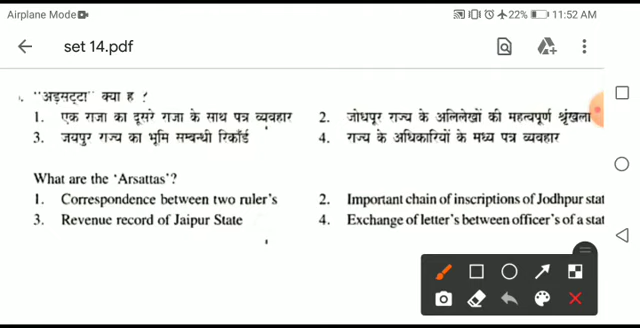 Airplane Mode 22% 11:52 AM
set 14.pdf
"अड़सट्टा" क्या ह ?
1. एक राजा का दूसरे राजा के साथ पत्र व्यवहार 2. जोधपूर राज्य के अलिलेखों की महत्वपूर्ण श्रृंखला
3. जयपुर राज्य का भूमि सम्बन्धी रिकॉर्ड 4. राज्य के अधिकारियों के मध्य पत्र व्यवहार
What are the 'Arsattas'?
1. Correspondence between two ruler's 2. Important chain of inscriptions of Jodhpur stat
3. Revenue record of Jaipur State 4. Exchange of letter's between officer's of a stat